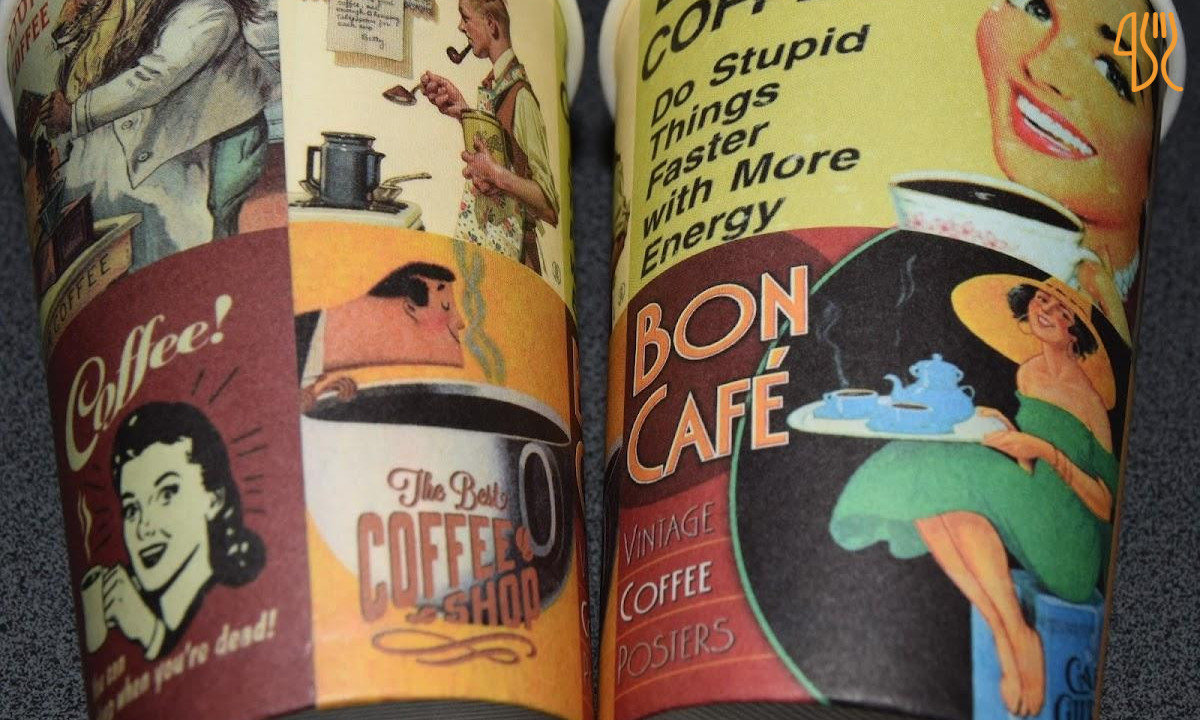 COFFEE
COFFEE
Coffee!
when you're dead!
The Best
COFFEE
SHOP
Do Stupid
Things
Faster
with More
Energy
BON
CAFÉ
VINTAGE
COFFEE
POSTERS